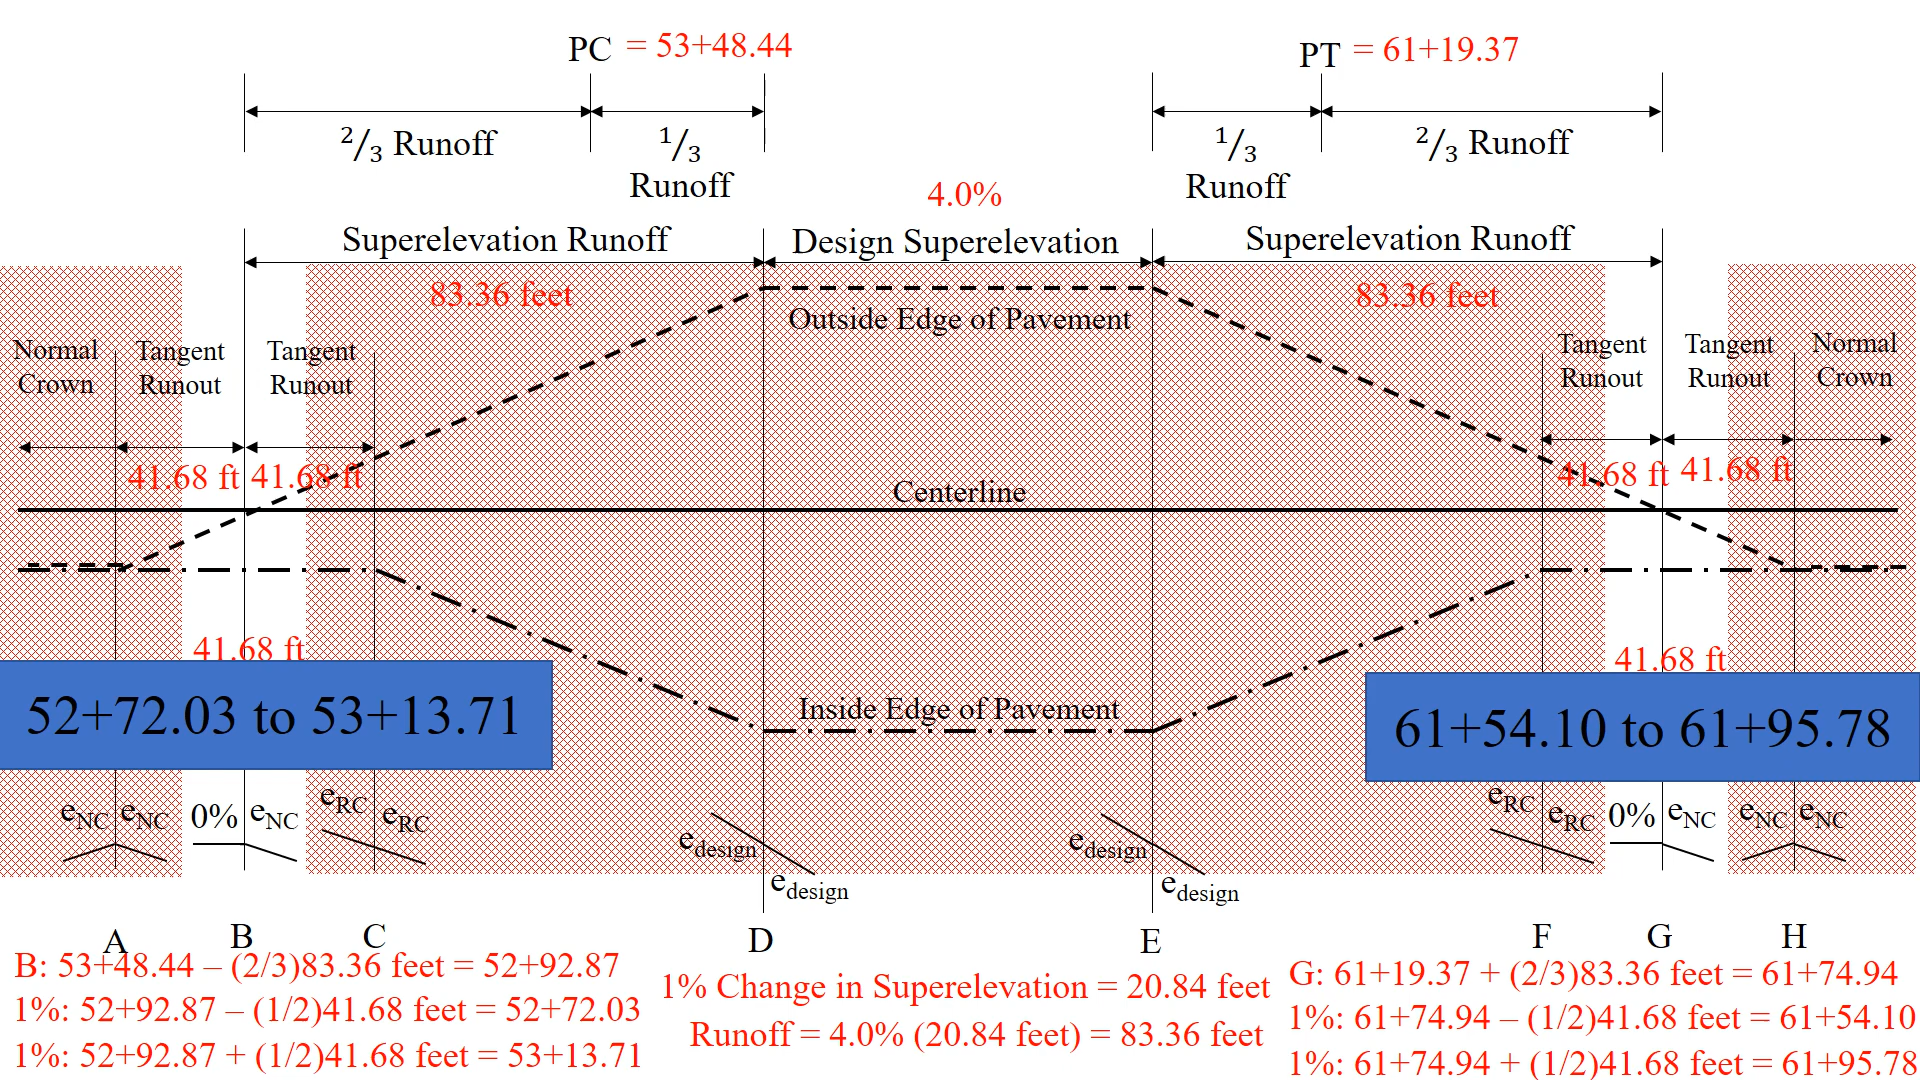 PC = 53+48.44
PT = 61+19.37
2/3 Runoff
1/3
Runoff
1/3
Runoff
2/3 Runoff
4.0%
Superelevation Runoff
Design Superelevation
Superelevation Runoff
83.36 feet
83.36 feet
Outside Edge of Pavement
Normal
Crown
Tangent
Runout
Tangent
Runout
Tangent
Runout
Tangent
Runout
Normal
Crown
41.68 ft
41.68 ft
41.68 ft
41.68 ft
Centerline
41.68 ft
41.68 ft
52+72.03 to 53+13.71
Inside Edge of Pavement
61+54.10 to 61+95.78
eNC
eNC
0%
eNC
eRC
eRC
edesign
edesign
edesign
edesign
eRC
eRC
0%
eNC
eNC
eNC
A
B
C
D
E
F
G
H
B: 53+48.44 – (2/3)83.36 feet = 52+92.87
1%: 52+92.87 – (1/2)41.68 feet = 52+72.03
1%: 52+92.87 + (1/2)41.68 feet = 53+13.71
1% Change in Superelevation = 20.84 feet
Runoff = 4.0% (20.84 feet) = 83.36 feet
G: 61+19.37 + (2/3)83.36 feet = 61+74.94
1%: 61+74.94 – (1/2)41.68 feet = 61+54.10
1%: 61+74.94 + (1/2)41.68 feet = 61+95.78